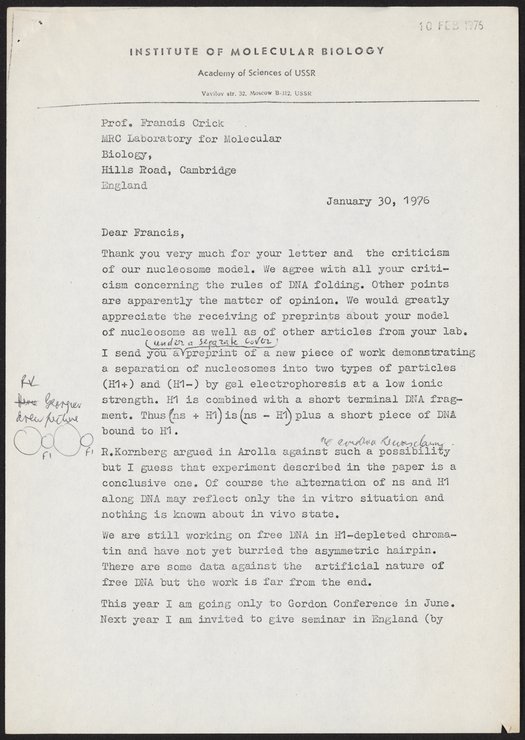 10 FEB 1976
INSTITUTE OF MOLECULAR BIOLOGY
Academy of Sciences of USSR
Vavilov str. 32, Moscow B-112, USSR
Prof. Francis Crick
MRC Laboratory for Molecular
Biology,
Hills Road, Cambridge
England
January 30, 1976
Dear Francis,
Thank you very much for your letter and the criticism
of our nucleosome model. We agree with all your criti-
cism concerning the rules of DNA folding. Other points
are apparently the matter of opinion. We would greatly
appreciate the receiving of preprints about your model
of nucleosome as well as of other articles from your lab.
(under a separate cover)
I send you a preprint of a new piece of work demonstrating
a separation of nucleosomes into two types of particles
(H1+) and (H1-) by gel electrophoresis at a low ionic
strength. H1 is combined with a short terminal DNA frag-
ment. Thus (ns + H1) is (ns - H1) plus a short piece of DNA
bound to H1.
Georgiev
drew picture
F1
F1
R.Kornberg argued in Arolla against such a possibility
but I guess that experiment described in the paper is a
conclusive one. Of course the alternation of ns and H1
along DNA may reflect only the in vitro situation and
nothing is known about in vivo state.
We are still working on free DNA in H1-depleted chroma-
tin and have not yet burried the asymmetric hairpin.
There are some data against the artificial nature of
free DNA but the work is far from the end.
This year I am going only to Gordon Conference in June.
Next year I am invited to give seminar in England (by